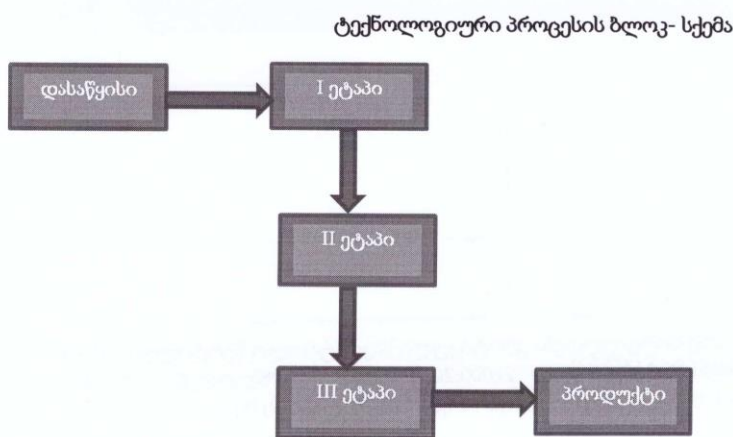 ტექნოლოგიური პროცესის ბლოკ- სქემა
დასაწყისი
I ეტაპი
II ეტაპი
III ეტაპი
პროდუქტი